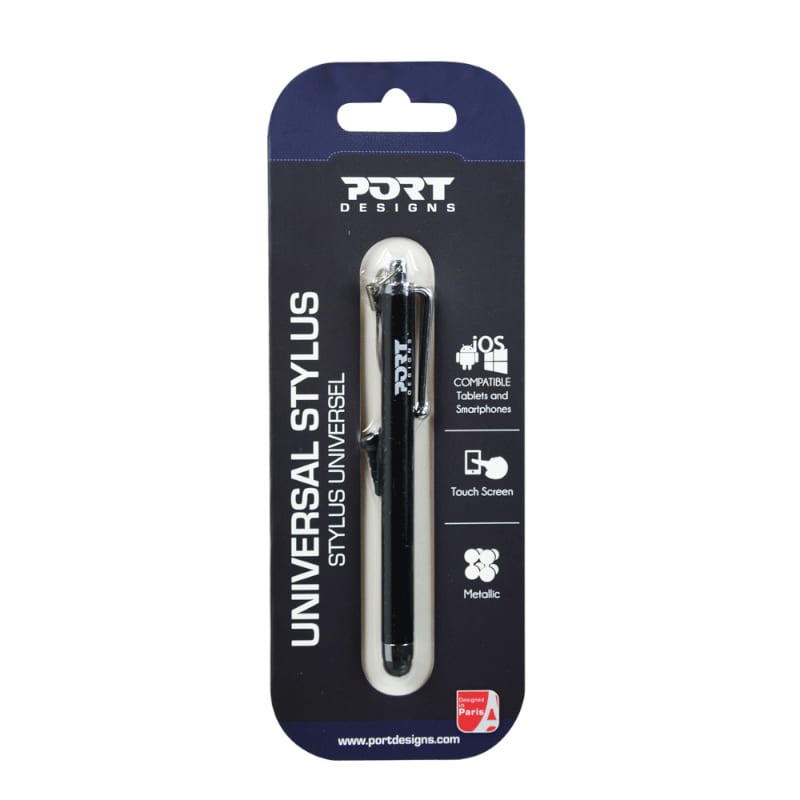 PORT
DESIGNS
UNIVERSAL STYLUS
STYLUS UNIVERSEL
PORT
DESIGNS
iOS
COMPATIBLE
Tablets and
Smartphones
Touch Screen
Metallic
Designed
in
Paris
www.portdesigns.com